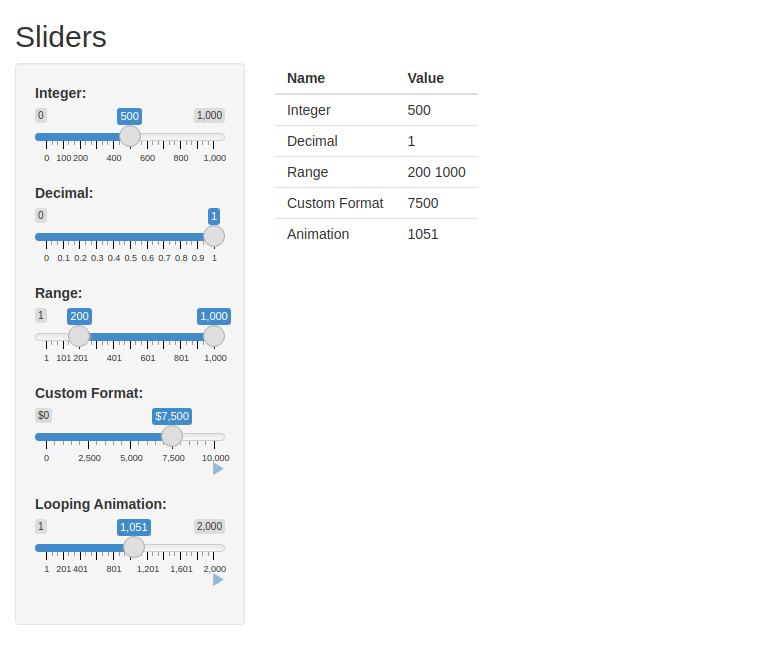 Sliders
Integer:
0 500 1,000
0 100 200 400 600 800 1,000
Decimal:
0 1
0 0.1 0.2 0.3 0.4 0.5 0.6 0.7 0.8 0.9 1
Range:
1 200 1,000
1 101 201 401 601 801 1,000
Custom Format:
$0 $7,500
0 2,500 5,000 7,500 10,000
Looping Animation:
1 1,051 2,000
1 201 401 801 1,201 1,601 2,000
Name Value
Integer 500
Decimal 1
Range 200 1000
Custom Format 7500
Animation 1051